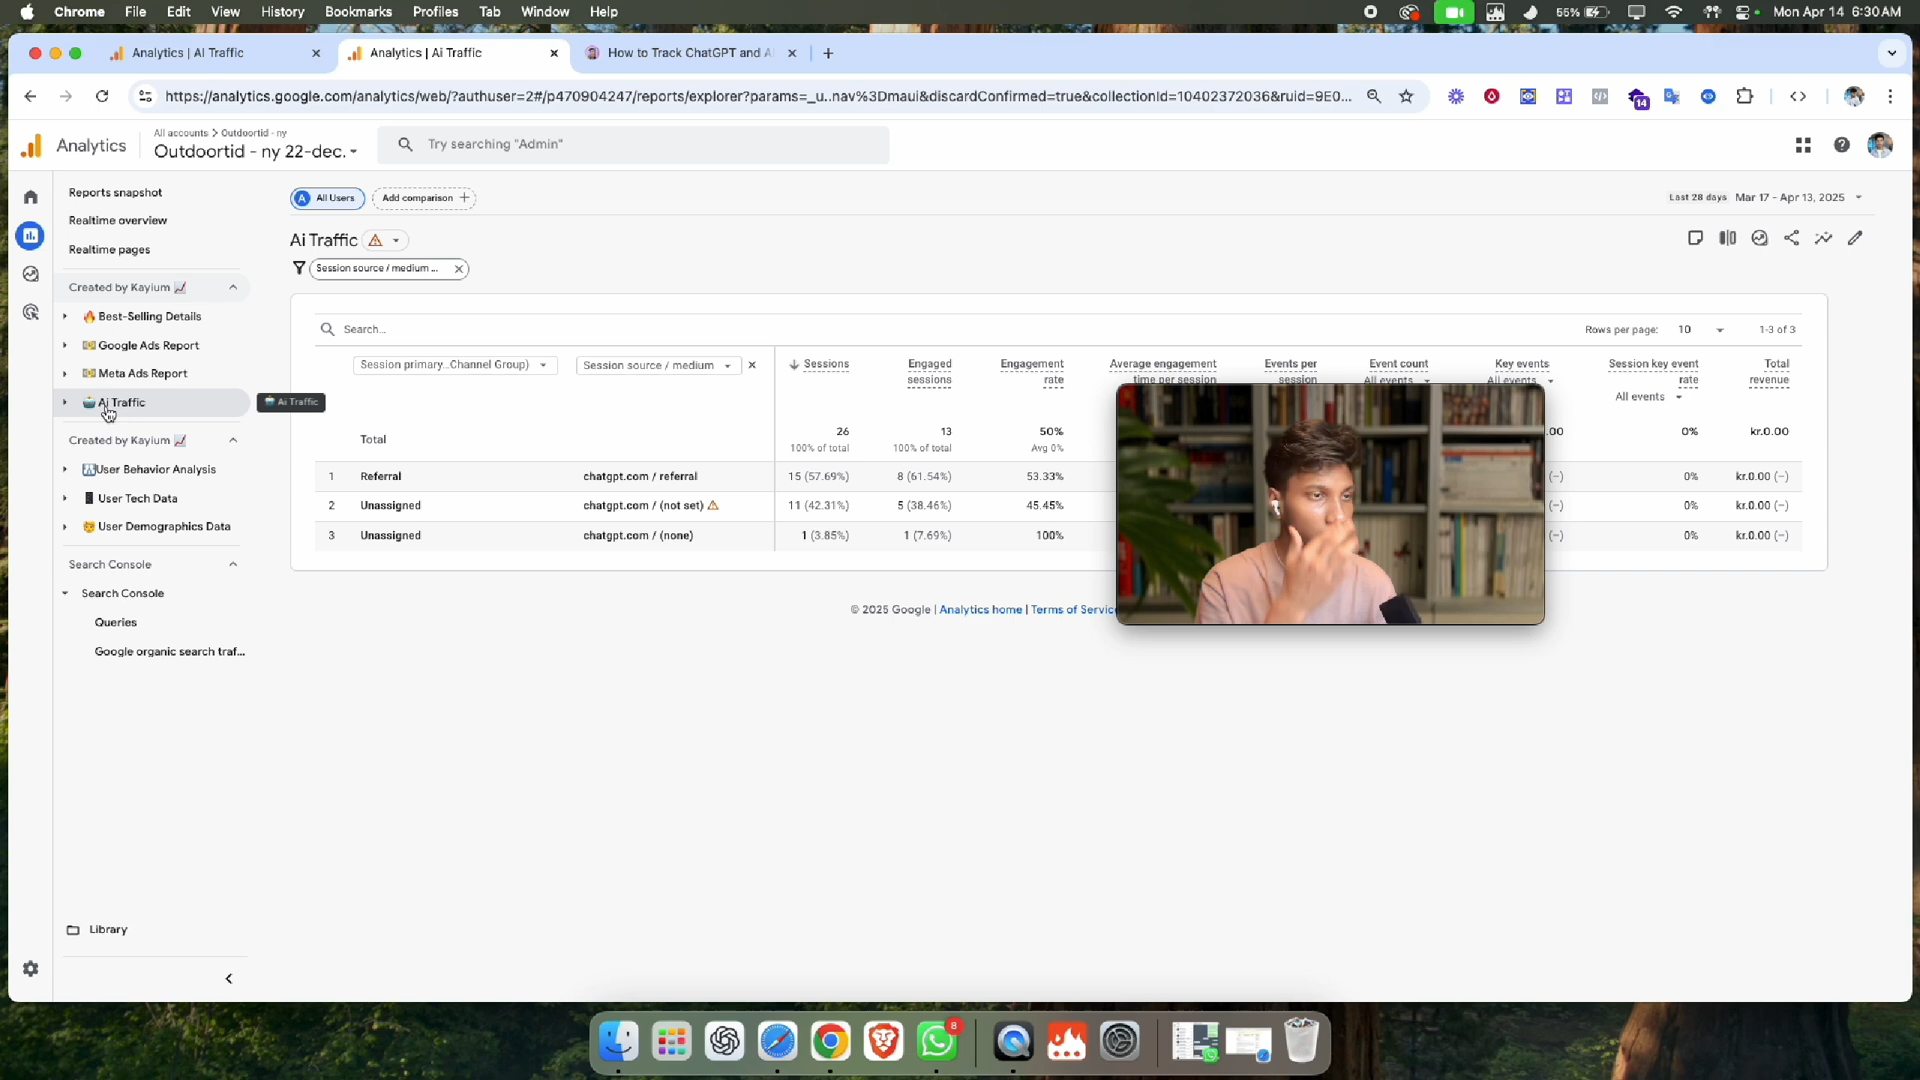 Chrome File Edit View History Bookmarks Profiles Tab Window Help 55% Mon Apr 14 6:30 AM
Analytics | AI Traffic Analytics | Ai Traffic How to Track ChatGPT and A
https://analytics.google.com/analytics/web/?authuser=2#/p470904247/reports/explorer?params=_u..nav%3Dmaui&discardConfirmed=true&collectionId=10402372036&ruid=9E0... 14
All accounts > Outdoortid - ny
Analytics Outdoortid - ny 22-dec. Try searching "Admin"
Reports snapshot
Realtime overview
Realtime pages
Created by Kayium 📈
🔥 Best-Selling Details
💵 Google Ads Report
💵 Meta Ads Report
🤖 Ai Traffic
🤖 Ai Traffic
Created by Kayium 📈
User Behavior Analysis
📱 User Tech Data
User Demographics Data
Search Console
Search Console
Queries
Google organic search traf...
Library
A All Users Add comparison + Last 28 days Mar 17 - Apr 13, 2025
Ai Traffic
Session source / medium ...
Search... Rows per page: 10 1-3 of 3
Session primary...Channel Group) Session source / medium Sessions Engaged sessions Engagement rate Average engagement time per session Events per session Event count All events Key events All events Session key event rate All events Total revenue
Total 26 13 50% .00 0% kr.0.00
100% of total 100% of total Avg 0%
1 Referral chatgpt.com / referral 15 (57.69%) 8 (61.54%) 53.33% (–) 0% kr.0.00 (–)
2 Unassigned chatgpt.com / (not set) 11 (42.31%) 5 (38.46%) 45.45% (–) 0% kr.0.00 (–)
3 Unassigned chatgpt.com / (none) 1 (3.85%) 1 (7.69%) 100% (–) 0% kr.0.00 (–)
© 2025 Google | Analytics home | Terms of Service
8